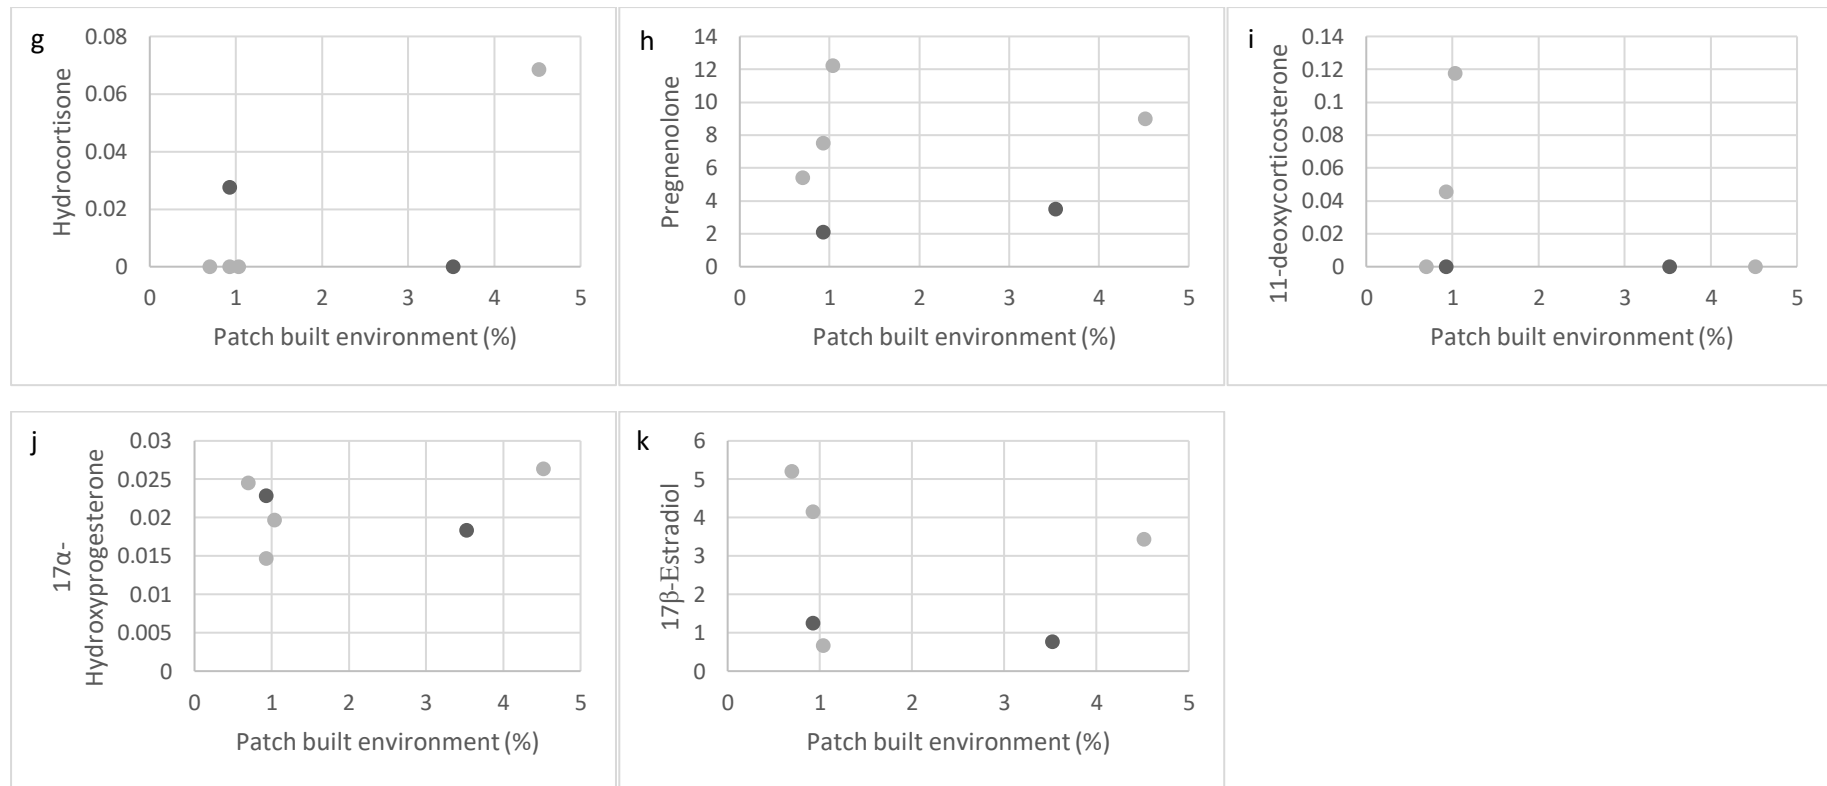 g
0.08
0.06
0.04
0.02
0
Hydrocortisone
0 1 2 3 4 5
Patch built environment (%)
h
14
12
10
8
6
4
2
0
Pregnenolone
0 1 2 3 4 5
Patch built environment (%)
i
0.14
0.12
0.1
0.08
0.06
0.04
0.02
0
11-deoxycorticosterone
0 1 2 3 4 5
Patch built environment (%)
j
0.03
0.025
0.02
0.015
0.01
0.005
0
17α-
Hydroxyprogesterone
0 1 2 3 4 5
Patch built environment (%)
k
6
5
4
3
2
1
0
17β-Estradiol
0 1 2 3 4 5
Patch built environment (%)